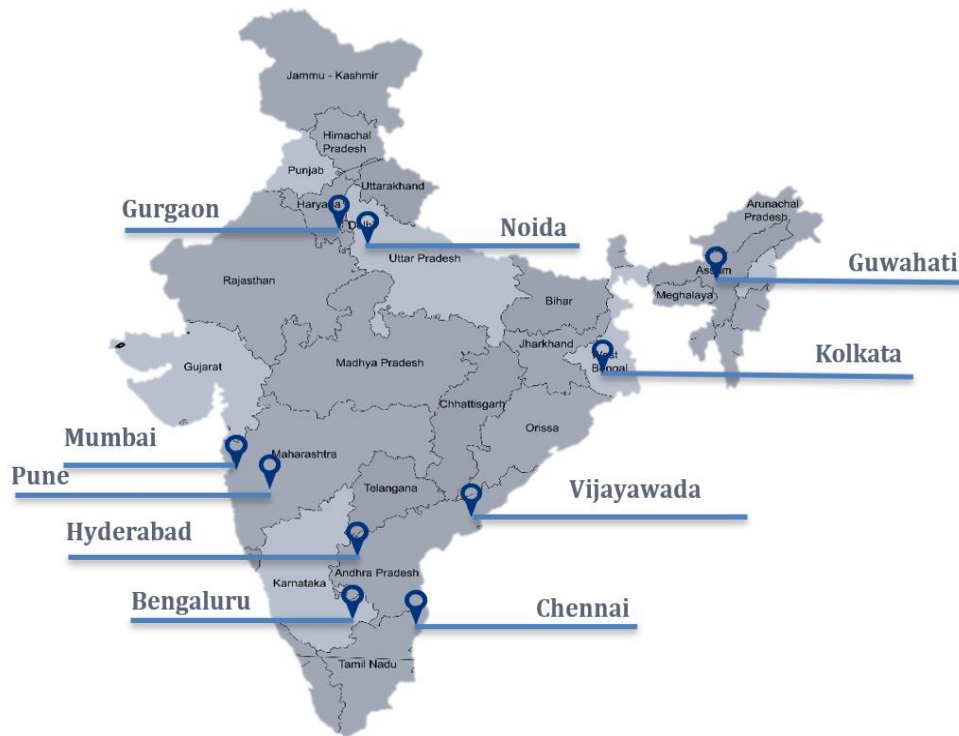 Jammu - Kashmir
Himachal
Pradesh
Punjab
Uttarakhand
Haryana
Gurgaon
Delhi
Noida
Arunachal
Pradesh
Uttar Pradesh
Assam
Guwahati
Rajasthan
Bihar
Meghalaya
Jharkhand
West
Bengal
Kolkata
Gujarat
Madhya Pradesh
Chhattisgarh
Orissa
Mumbai
Maharashtra
Pune
Telangana
Vijayawada
Hyderabad
Andhra Pradesh
Karnataka
Bengaluru
Chennai
Tamil Nadu